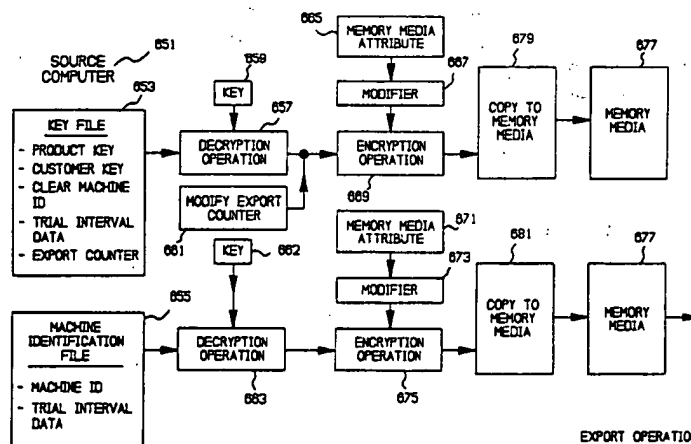 SOURCE
COMPUTER
651
653
KEY FILE
- PRODUCT KEY
- CUSTOMER KEY
- CLEAR MACHINE
ID
- TRIAL INTERVAL
DATA
- EXPORT COUNTER
659
KEY
657
DECRYPTION
OPERATION
MODIFY EXPORT
COUNTER
661
665
MEMORY MEDIA
ATTRIBUTE
667
MODIFIER
ENCRYPTION
OPERATION
669
679
COPY TO
MEMORY
MEDIA
677
MEMORY
MEDIA
655
MACHINE
IDENTIFICATION
FILE
- MACHINE ID
- TRIAL INTERVAL
DATA
KEY
662
DECRYPTION
OPERATION
663
671
MEMORY MEDIA
ATTRIBUTE
673
MODIFIER
ENCRYPTION
OPERATION
675
681
COPY TO
MEMORY
MEDIA
677
MEMORY
MEDIA
EXPORT OPERATIO